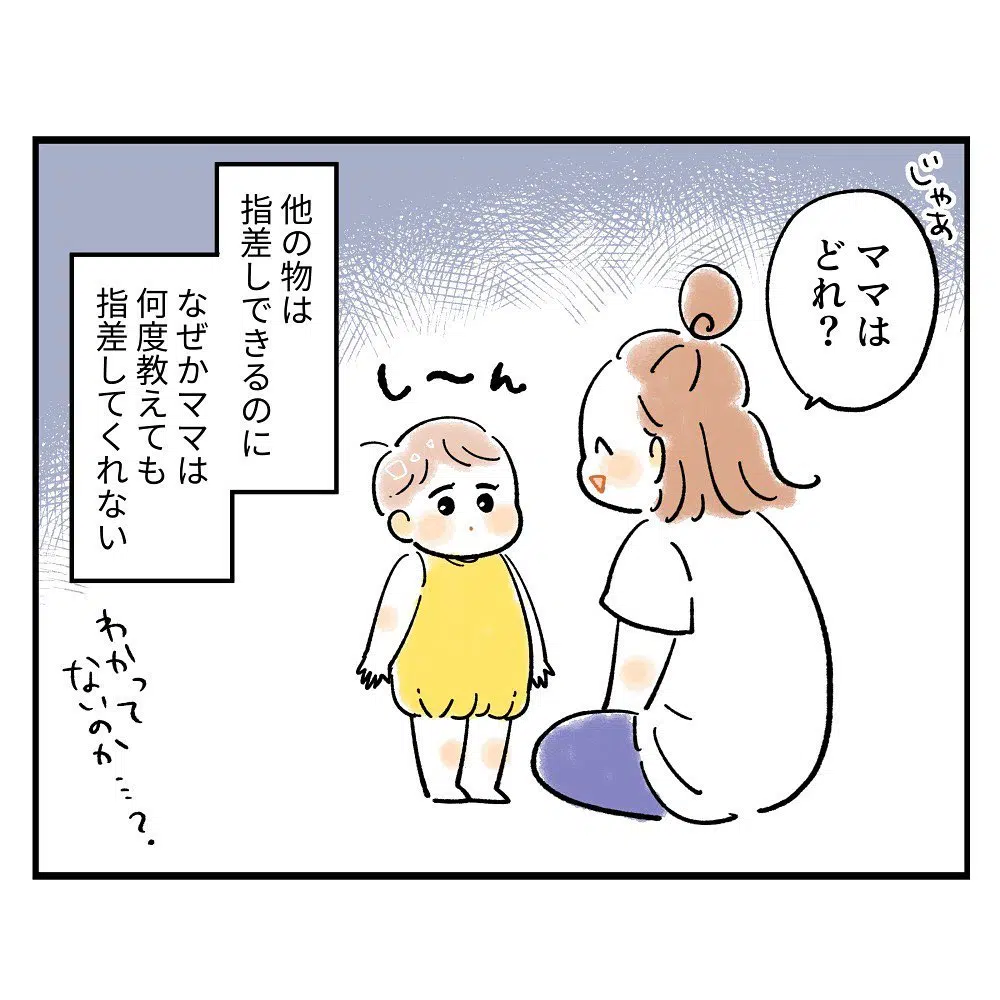 じゃあ
ママは
どれ?
し〜ん
他の物は
指差しできるのに
なぜかママは
何度教えても
指差してくれない
わかって
ないのか…?